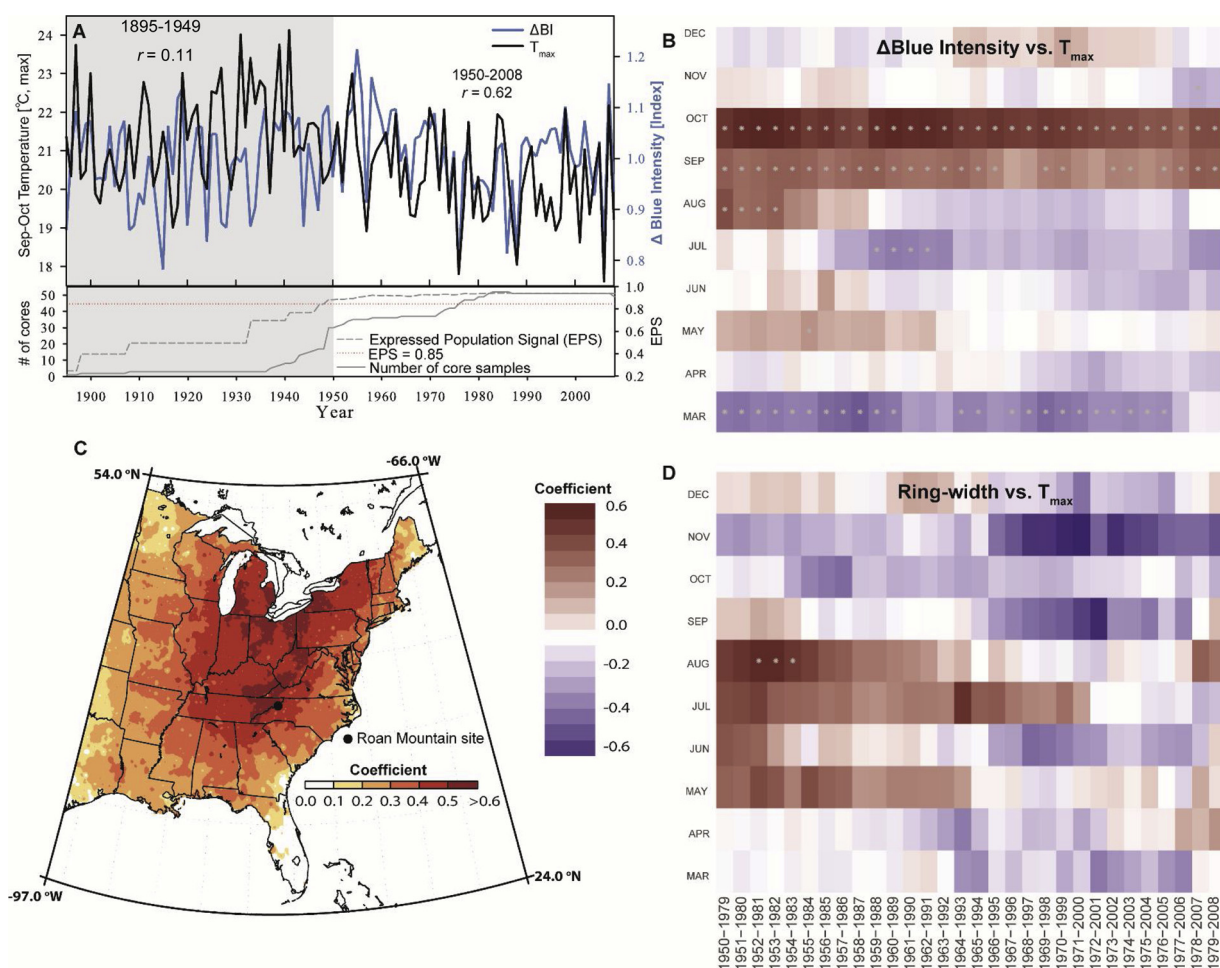 A
1895-1949
r = 0.11
ΔBI
Tmax
1950-2008
r = 0.62
24
23
22
21
20
19
18
Sep-Oct Temperature [°C, max]
1.2
1.1
1.0
0.9
0.8
Δ Blue Intensity [Index]
50
40
30
20
10
0
# of cores
Expressed Population Signal (EPS)
EPS = 0.85
Number of core samples
1.0
0.8
0.6
0.4
0.2
EPS
1900
1910
1920
1930
1940
1950
1960
1970
1980
1990
2000
Year
B
ΔBlue Intensity vs. Tmax
DEC
NOV
OCT
SEP
AUG
JUL
JUN
MAY
APR
MAR
C
54.0 °N
-66.0 °W
-97.0 °W
24.0 °N
Roan Mountain site
Coefficient
0.0 0.1 0.2 0.3 0.4 0.5 >0.6
Coefficient
0.6
0.4
0.2
0.0
-0.2
-0.4
-0.6
D
Ring-width vs. Tmax
DEC
NOV
OCT
SEP
AUG
JUL
JUN
MAY
APR
MAR
1950−1979
1951−1980
1952−1981
1953−1982
1954−1983
1955−1984
1956−1985
1957−1986
1958−1987
1959−1988
1960−1989
1961−1990
1962−1991
1963−1992
1964−1993
1965−1994
1966−1995
1967−1996
1968−1997
1969−1998
1970−1999
1971−2000
1972−2001
1973−2002
1974−2003
1975−2004
1976−2005
1977−2006
1978−2007
1979−2008